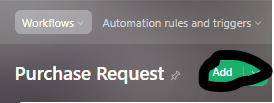 Workflows Automation rules and triggers
Purchase Request Add